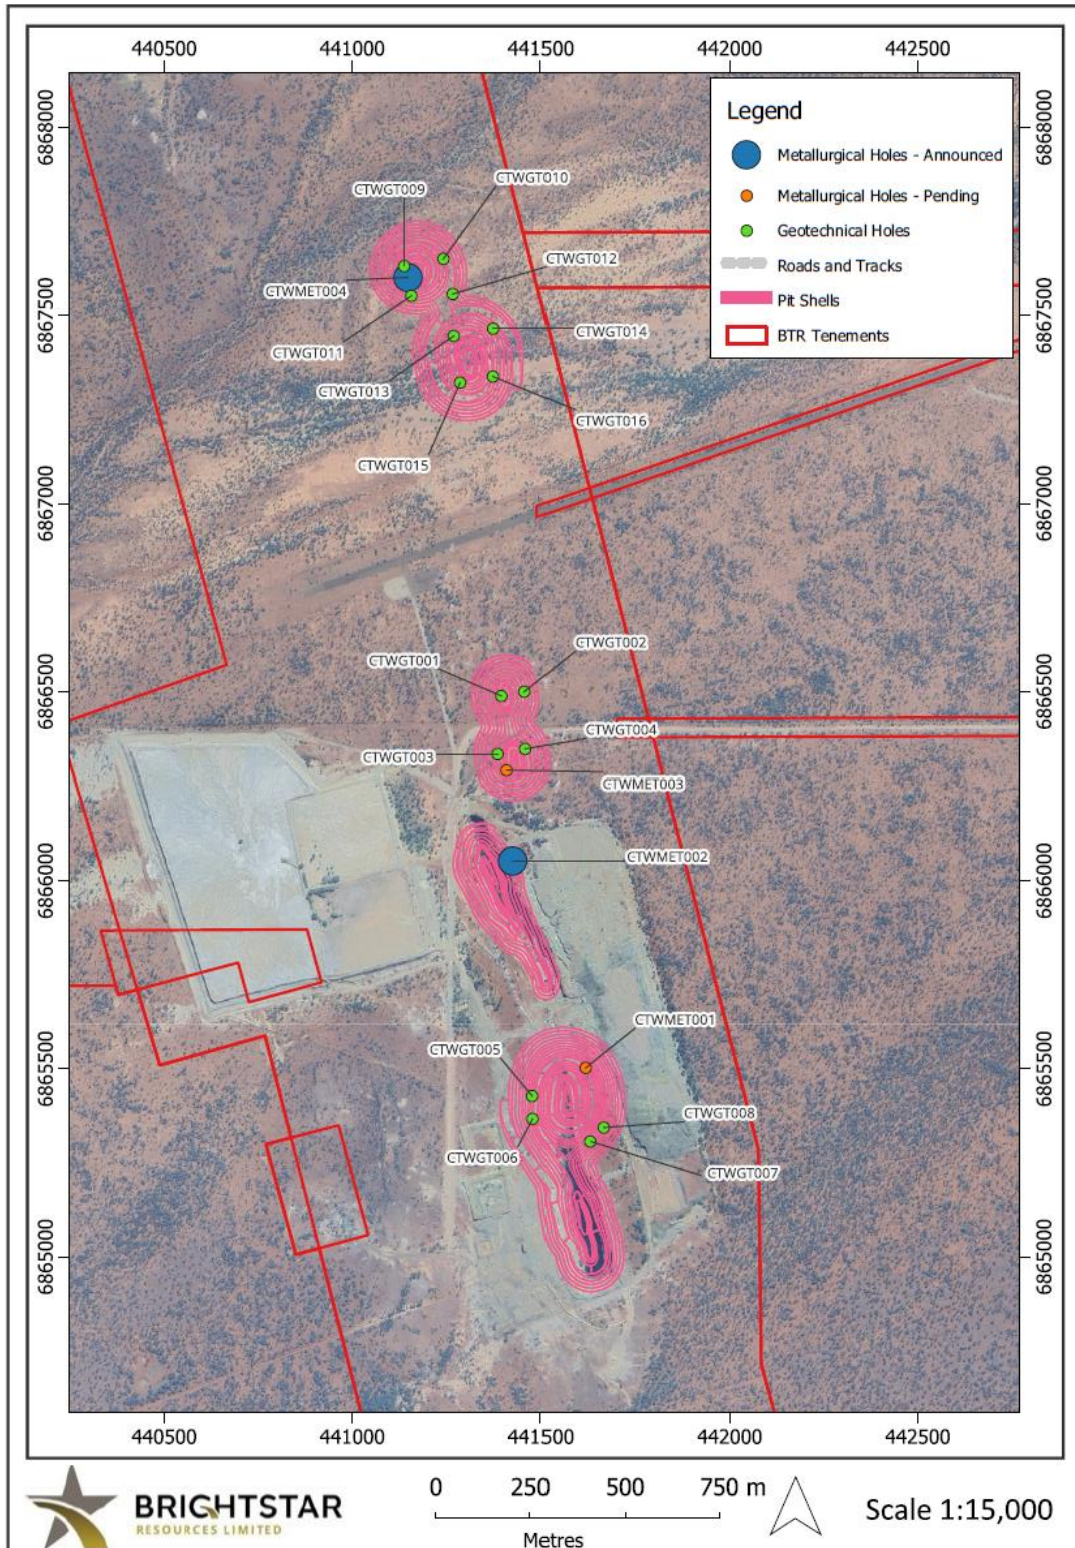 440500 441000 441500 442000 442500
Legend
Metallurgical Holes - Announced
Metallurgical Holes - Pending
Geotechnical Holes
Roads and Tracks
Pit Shells
BTR Tenements
6868000 6868000
CTWGT010
CTWGT009
CTWGT012
CTWMET004
6867500 6867500
CTWGT014
CTWGT011
CTWGT013
CTWGT016
CTWGT015
6867000 6867000
CTWGT002
CTWGT001
6866500 6866500
CTWGT004
CTWGT003
CTWMET003
CTWMET002
6866000 6866000
CTWMET001
CTWGT005
6865500 6865500
CTWGT008
CTWGT006
CTWGT007
6865000 6865000
440500 441000 441500 442000 442500
BRIGHTSTAR
RESOURCES LIMITED
0 250 500 750 m
Metres
Scale 1:15,000